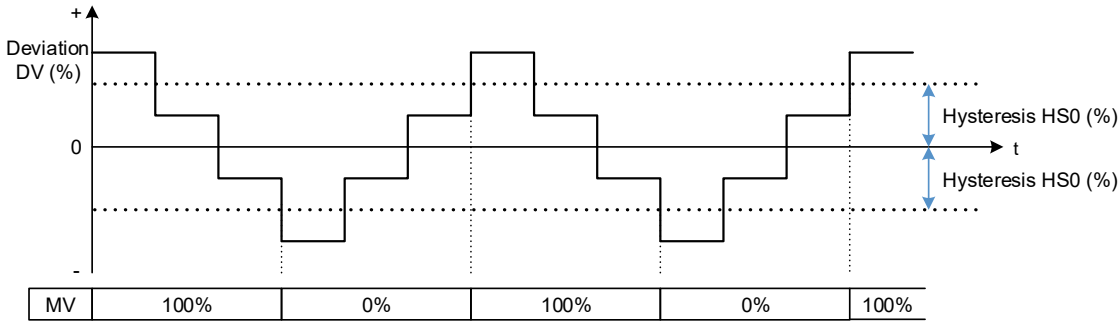 +
Deviation
DV (%)
Hysteresis HS0 (%)
0
t
Hysteresis HS0 (%)
-
MV 100% 0% 100% 0% 100%